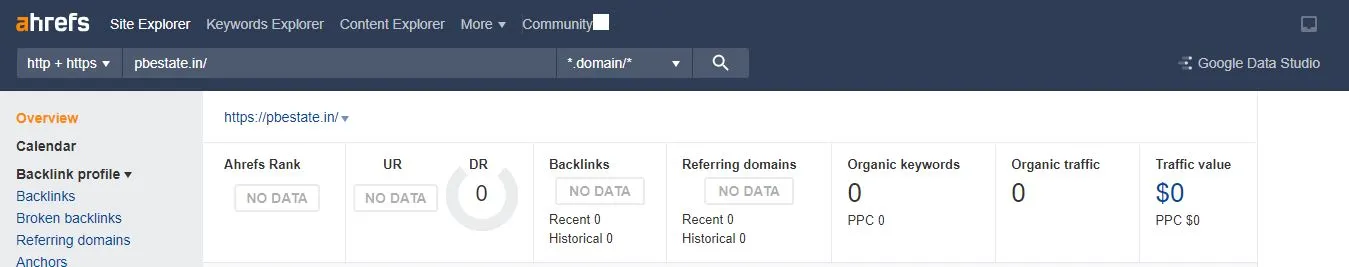 ahrefs Site Explorer Keywords Explorer Content Explorer More Community
http + https pbestate.in/ *.domain/* Google Data Studio
Overview
Calendar
Backlink profile
Backlinks
Broken backlinks
Referring domains
Anchors
https://pbestate.in/
Ahrefs Rank
NO DATA
UR
NO DATA
DR
0
Backlinks
NO DATA
Recent 0
Historical 0
Referring domains
NO DATA
Recent 0
Historical 0
Organic keywords
0
PPC 0
Organic traffic
0
Traffic value
$0
PPC $0